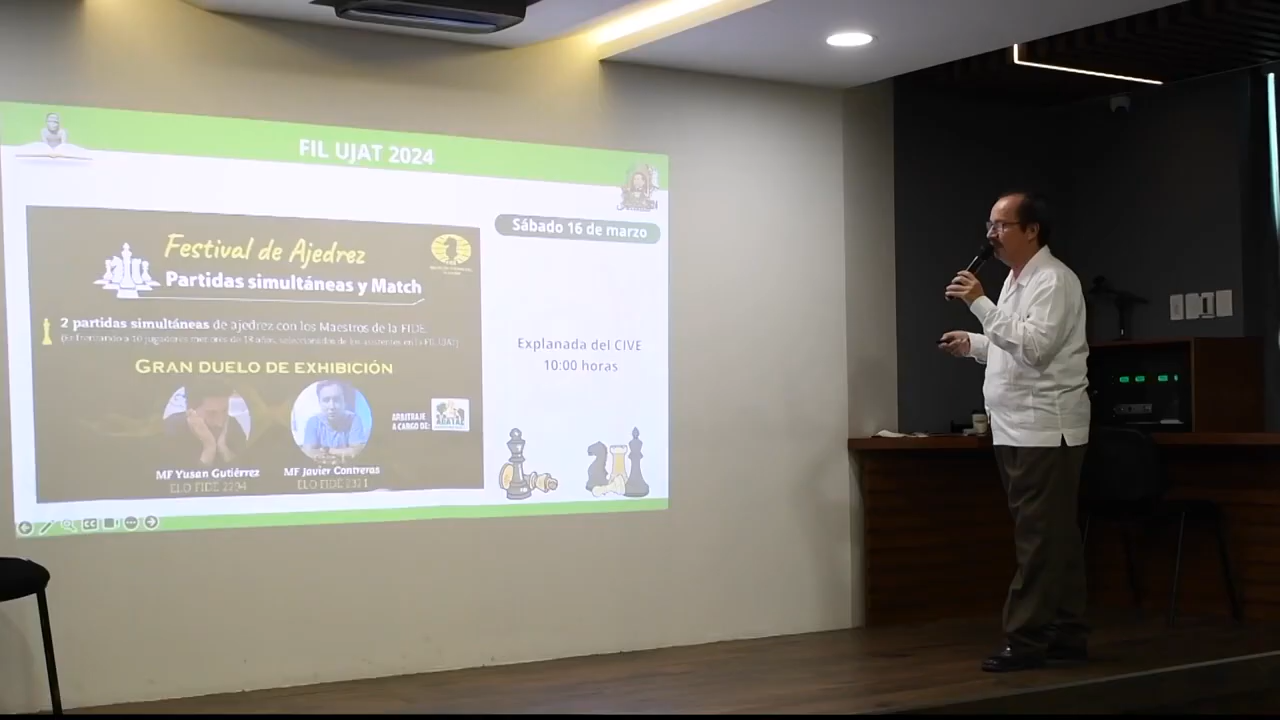 FIL UJAT 2024
Sábado 16 de marzo
Festival de Ajedrez
Partidas simultáneas y Match
2 partidas simultáneas de ajedrez con los Maestros de la FIDE
GRAN DUELO DE EXHIBICIÓN
ARBITRAJE
A CARGO DE:
MF Yusan Gutiérrez
ELO FIDE 2204
MF Javier Contreras
ELO FIDE 2321
Explanada del CIVE
10:00 horas
CC